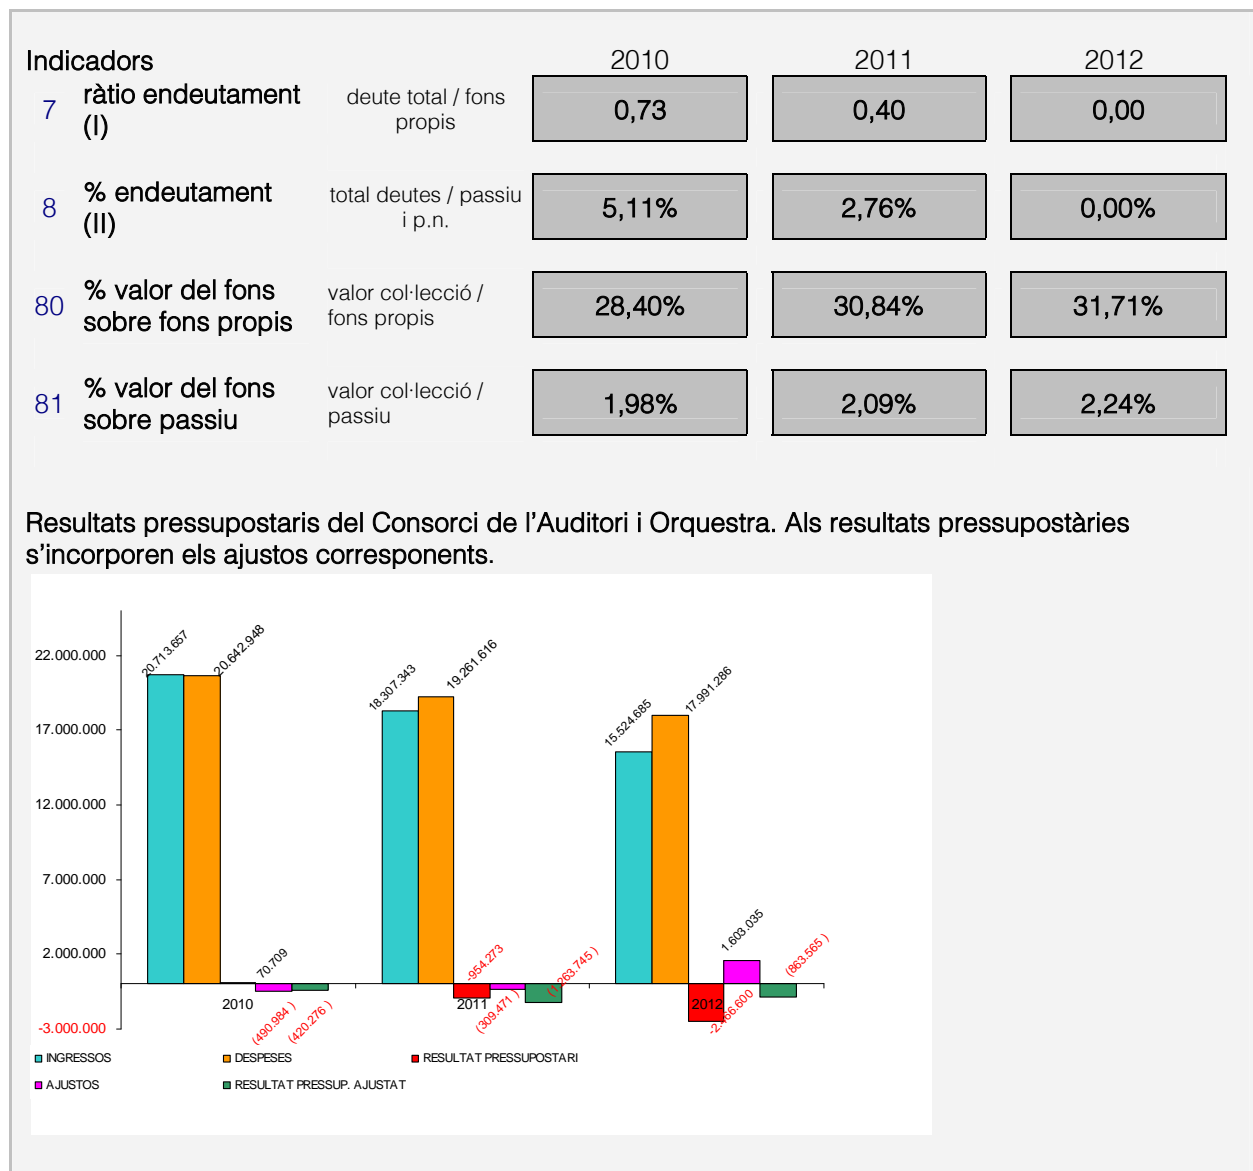 Indicadors 2010 2011 2012
7 ràtio endeutament (I) deute total / fons propis 0,73 0,40 0,00
8 % endeutament (II) total deutes / passiu i p.n. 5,11% 2,76% 0,00%
80 % valor del fons sobre fons propis valor col·lecció / fons propis 28,40% 30,84% 31,71%
81 % valor del fons sobre passiu valor col·lecció / passiu 1,98% 2,09% 2,24%
Resultats pressupostaris del Consorci de l'Auditori i Orquestra. Als resultats pressupostàries
s'incorporen els ajustos corresponents.
22.000.000
17.000.000
12.000.000
7.000.000
2.000.000
-3.000.000
20.713.657
20.642.948
70.709
(490.984 )
(420.276 )
2010
18.307.343
19.261.616
-954.273
(309.471 )
(1.263.745 )
2011
15.524.685
17.991.286
-2.466.600
1.603.035
(863.565 )
2012
INGRESSOS DESPESES RESULTAT PRESSUPOSTARI
AJUSTOS RESULTAT PRESSUP. AJUSTAT